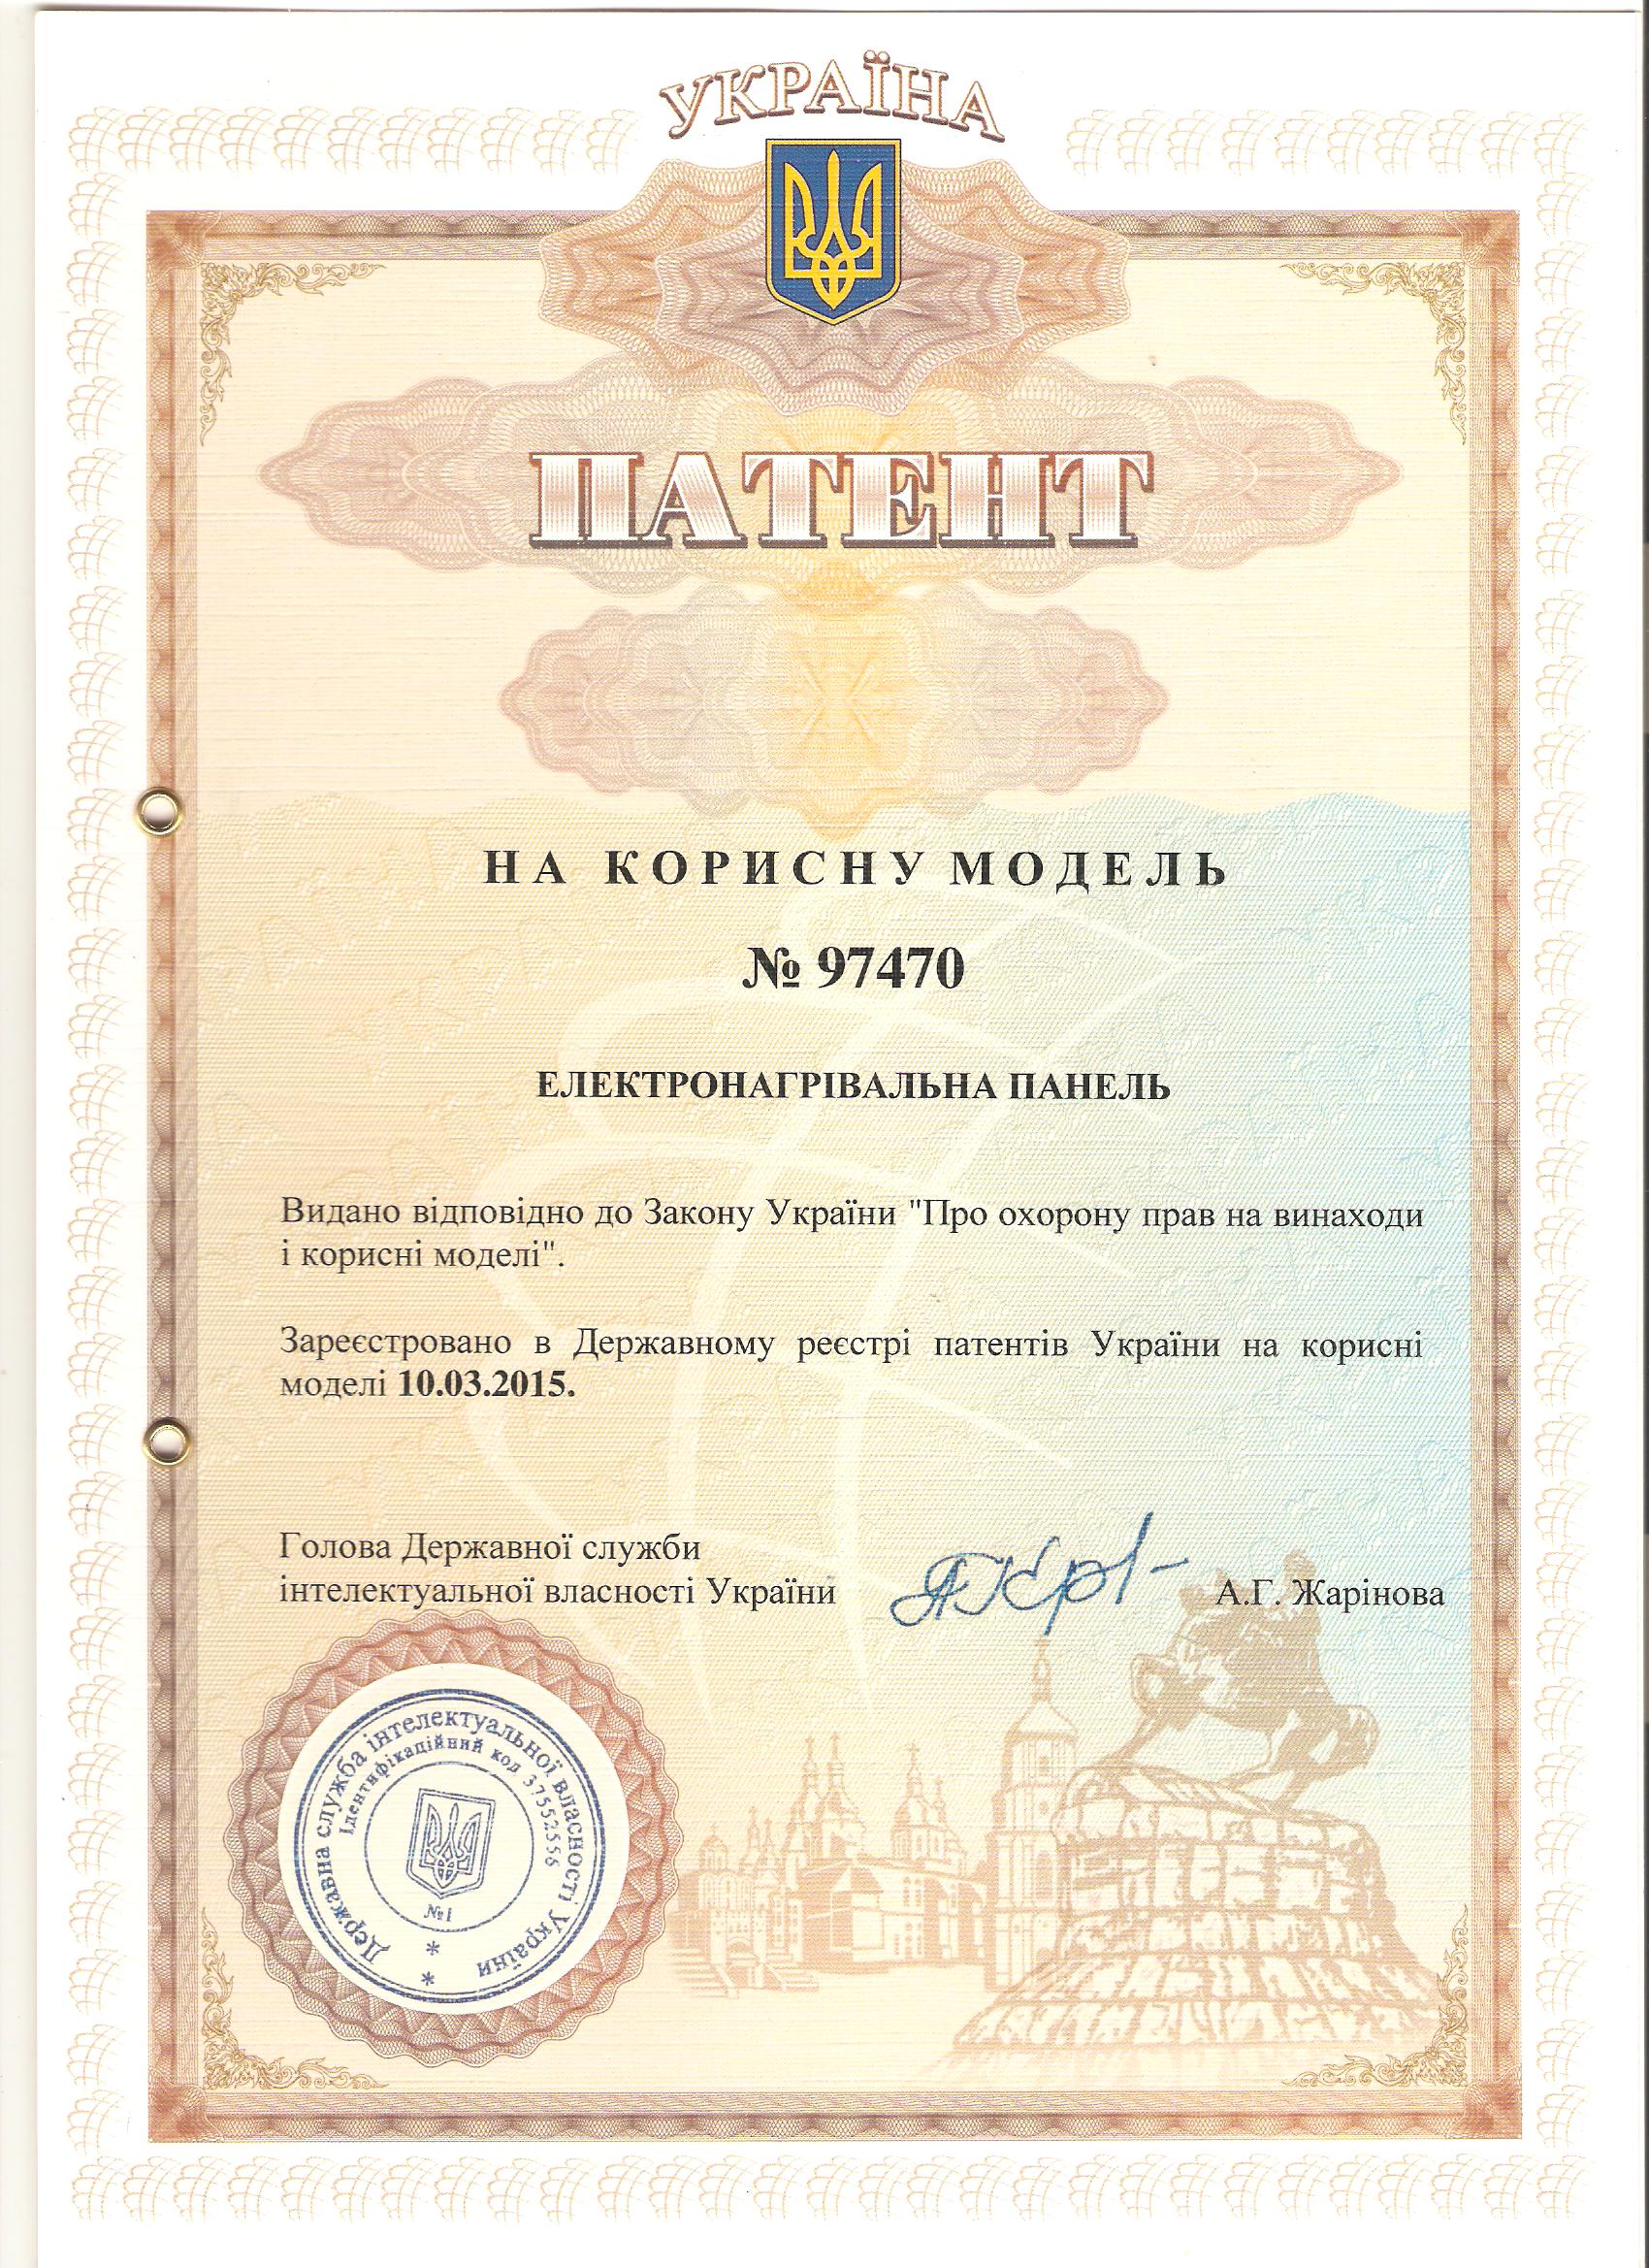 УКРАЇНА
ПАТЕНТ
НА КОРИСНУ МОДЕЛЬ
№ 97470
ЕЛЕКТРОНАГРІВАЛЬНА ПАНЕЛЬ
Видано відповідно до Закону України "Про охорону прав на винаходи
і корисні моделі".
Зареєстровано в Державному реєстрі патентів України на корисні
моделі 10.03.2015.
Голова Державної служби
інтелектуальної власності України
А.Г. Жарінова
Державна служба інтелектуальної власності України
Ідентифікаційний код 37552556
№1